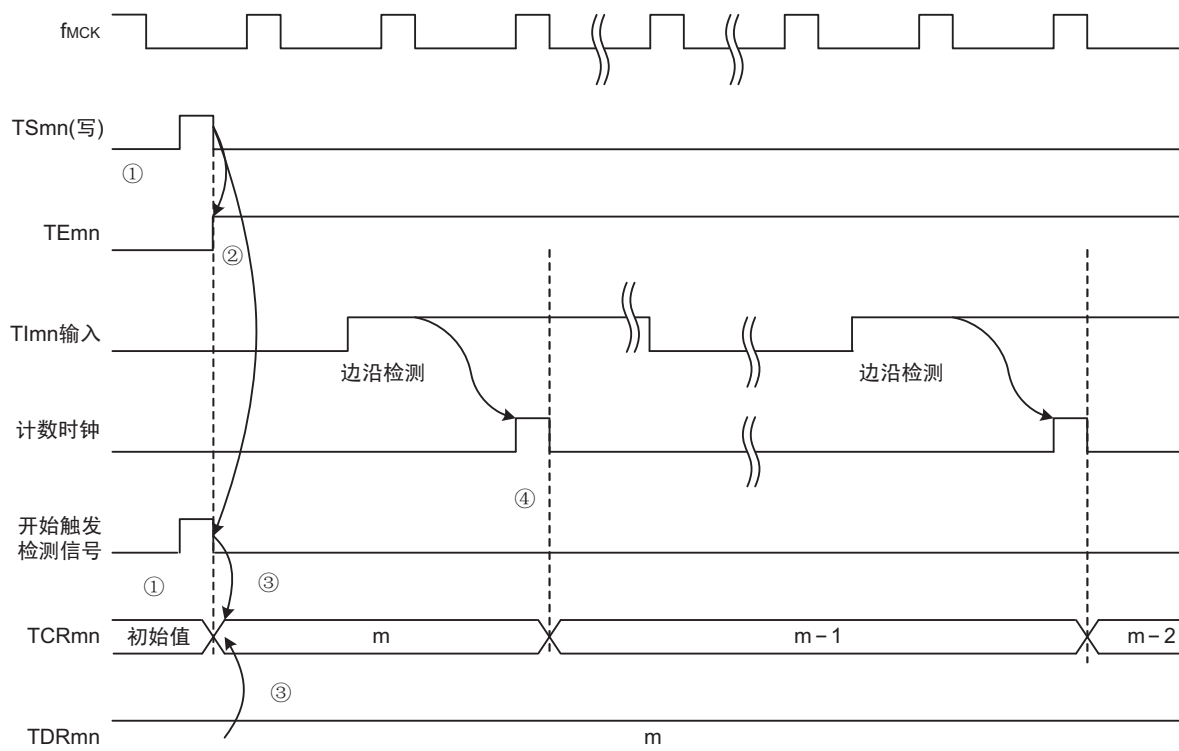 fMCK
TSmn(写)
①
TEmn
②
TImn输入
边沿检测
边沿检测
计数时钟
④
开始触发
检测信号
①
③
TCRmn
初始值
m
m-1
m-2
③
TDRmn
m